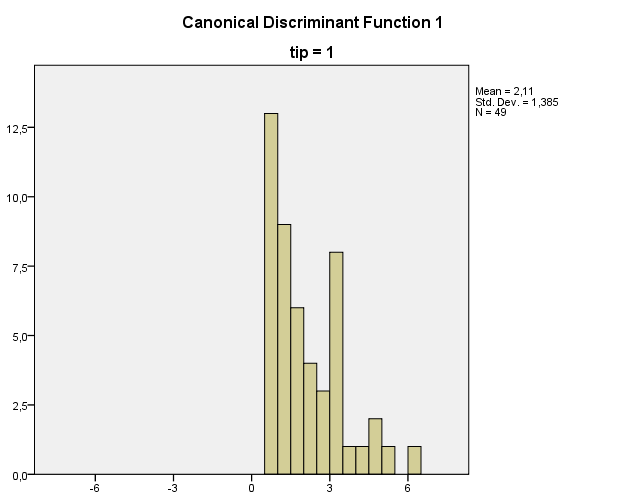 Canonical Discriminant Function 1
tip = 1
Mean = 2,11
Std. Dev. = 1,385
N = 49
12,5
10,0
7,5
5,0
2,5
0,0
-6 -3 0 3 6